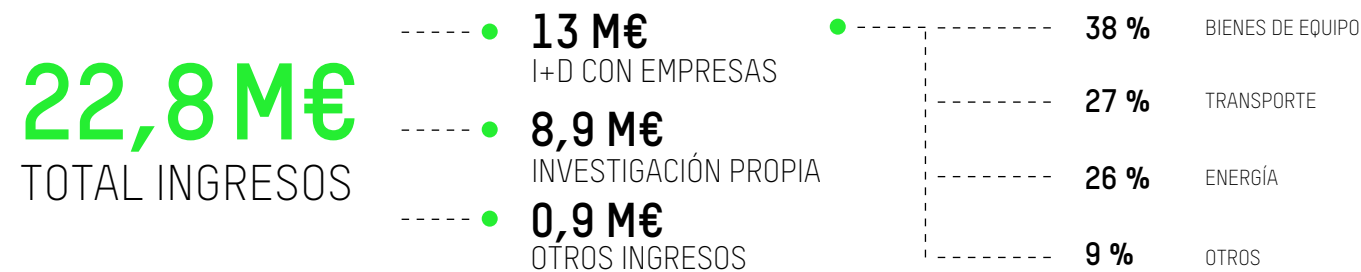 22,8 M€
TOTAL INGRESOS
13 M€
I+D CON EMPRESAS
8,9 M€
INVESTIGACIÓN PROPIA
0,9 M€
OTROS INGRESOS
38 % BIENES DE EQUIPO
27 % TRANSPORTE
26 % ENERGÍA
9 % OTROS